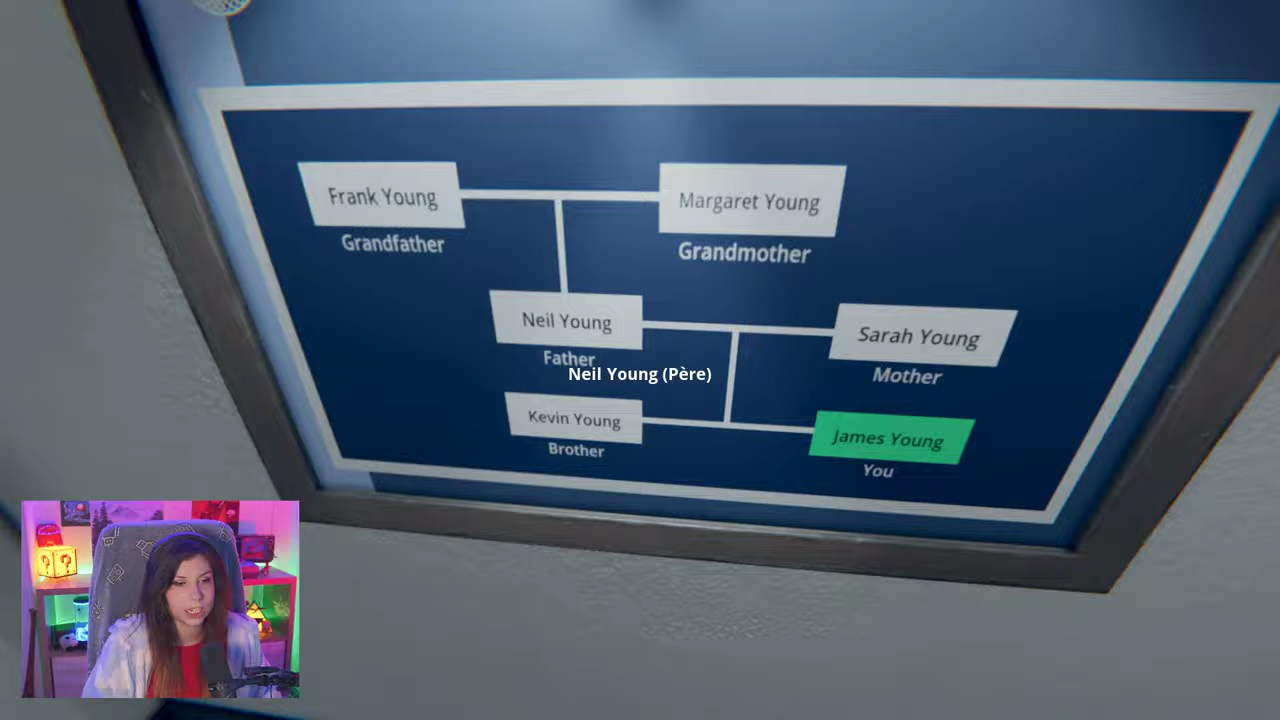 Frank Young
Margaret Young
Grandfather
Grandmother
Neil Young
Sarah Young
Father
Mother
Neil Young (Père)
Kevin Young
James Young
Brother
You